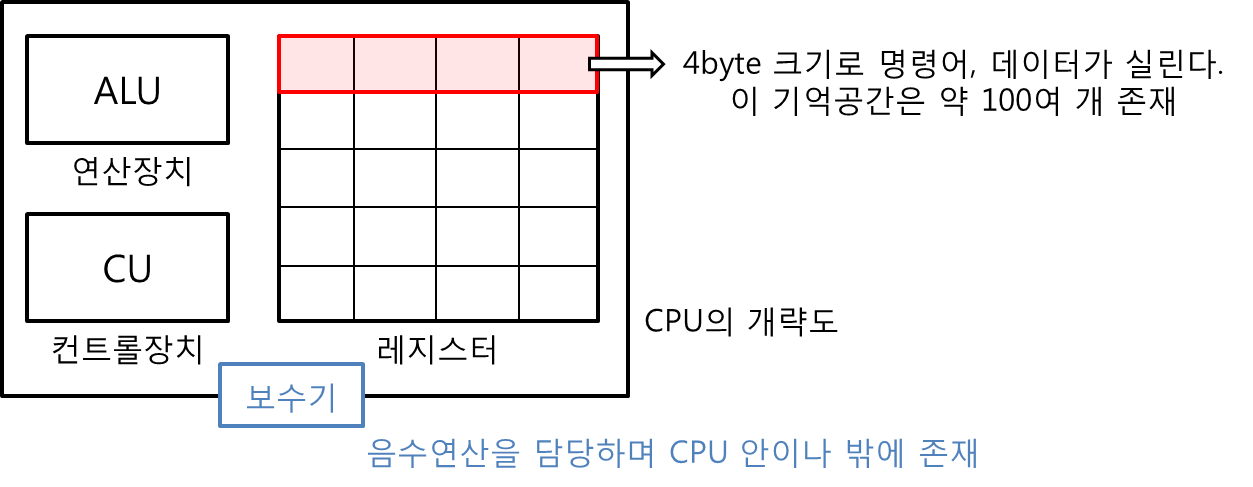 ALU
연산장치
CU
컨트롤장치
레지스터
4byte 크기로 명령어, 데이터가 실린다.
이 기억공간은 약 100여 개 존재
CPU의 개략도
보수기
음수연산을 담당하며 CPU 안이나 밖에 존재